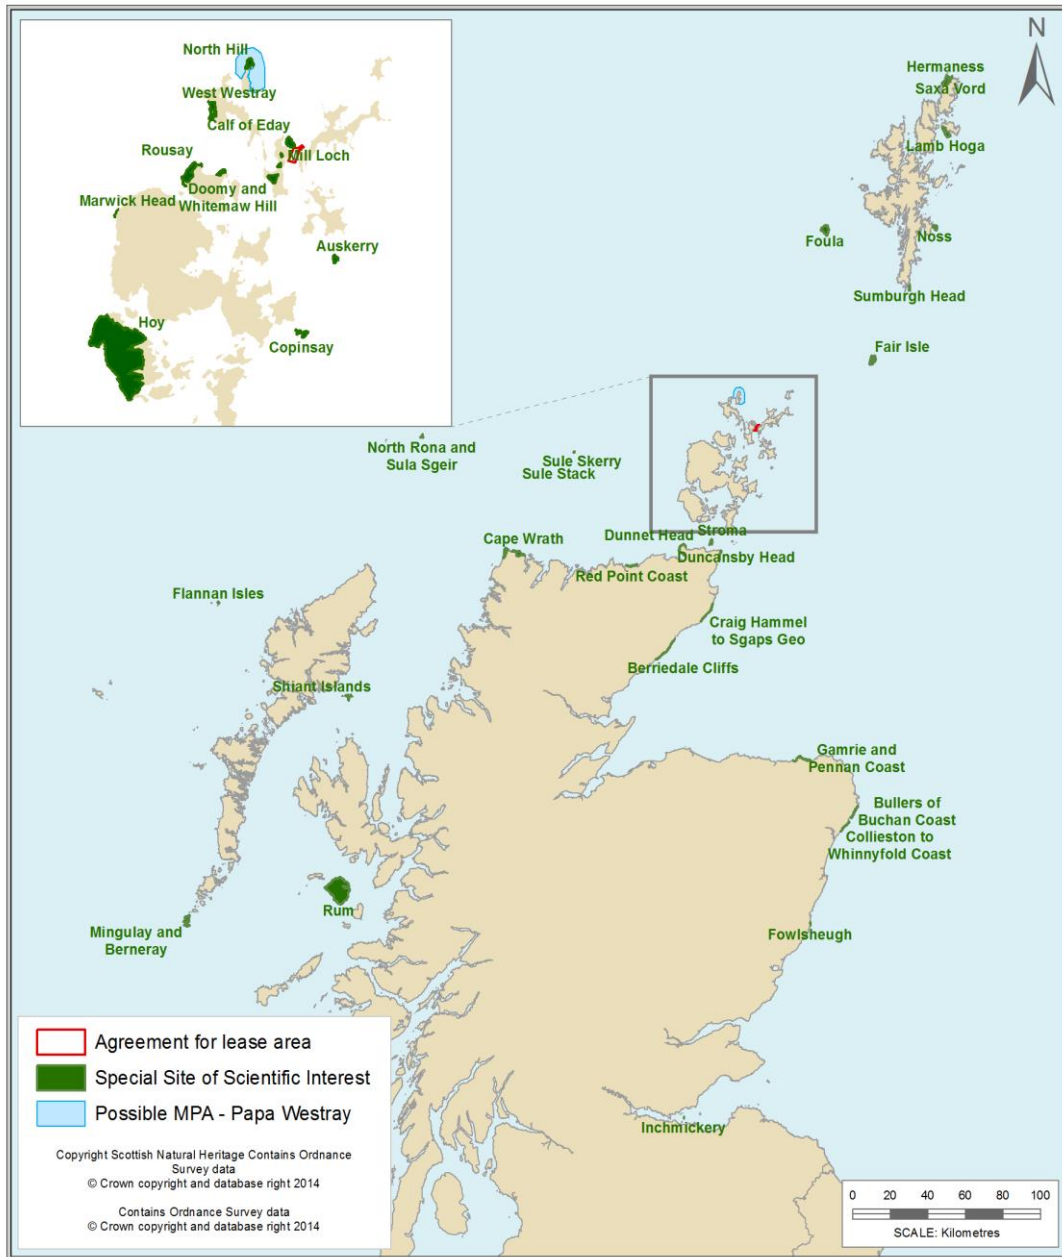 North Hill
West Westray
Calf of Eday
Mill Loch
Rousay
Doomy and
Whitemaw Hill
Marwick Head
Auskerry
Hoy
Copinsay
N
Hermaness
Saxa Vord
Lamb Hoga
Foula
Noss
Sumburgh Head
Fair Isle
North Rona and
Sula Sgeir
Sule Skerry
Sule Stack
Cape Wrath
Dunnet Head
Stroma
Duncansby Head
Red Point Coast
Flannan Isles
Craig Hammel
to Sgaps Geo
Berriedale Cliffs
Shiant Islands
Gamrie and
Pennan Coast
Bullers of
Buchan Coast
Collieston to
Whinnyfold Coast
Rum
Mingulay and
Berneray
Fowlsheugh
Inchmickery
Agreement for lease area
Special Site of Scientific Interest
Possible MPA - Papa Westray
Copyright Scottish Natural Heritage Contains Ordnance
Survey data
© Crown copyright and database right 2014
Contains Ordnance Survey data
© Crown copyright and database right 2014
0 20 40 60 80 100
SCALE: Kilometres